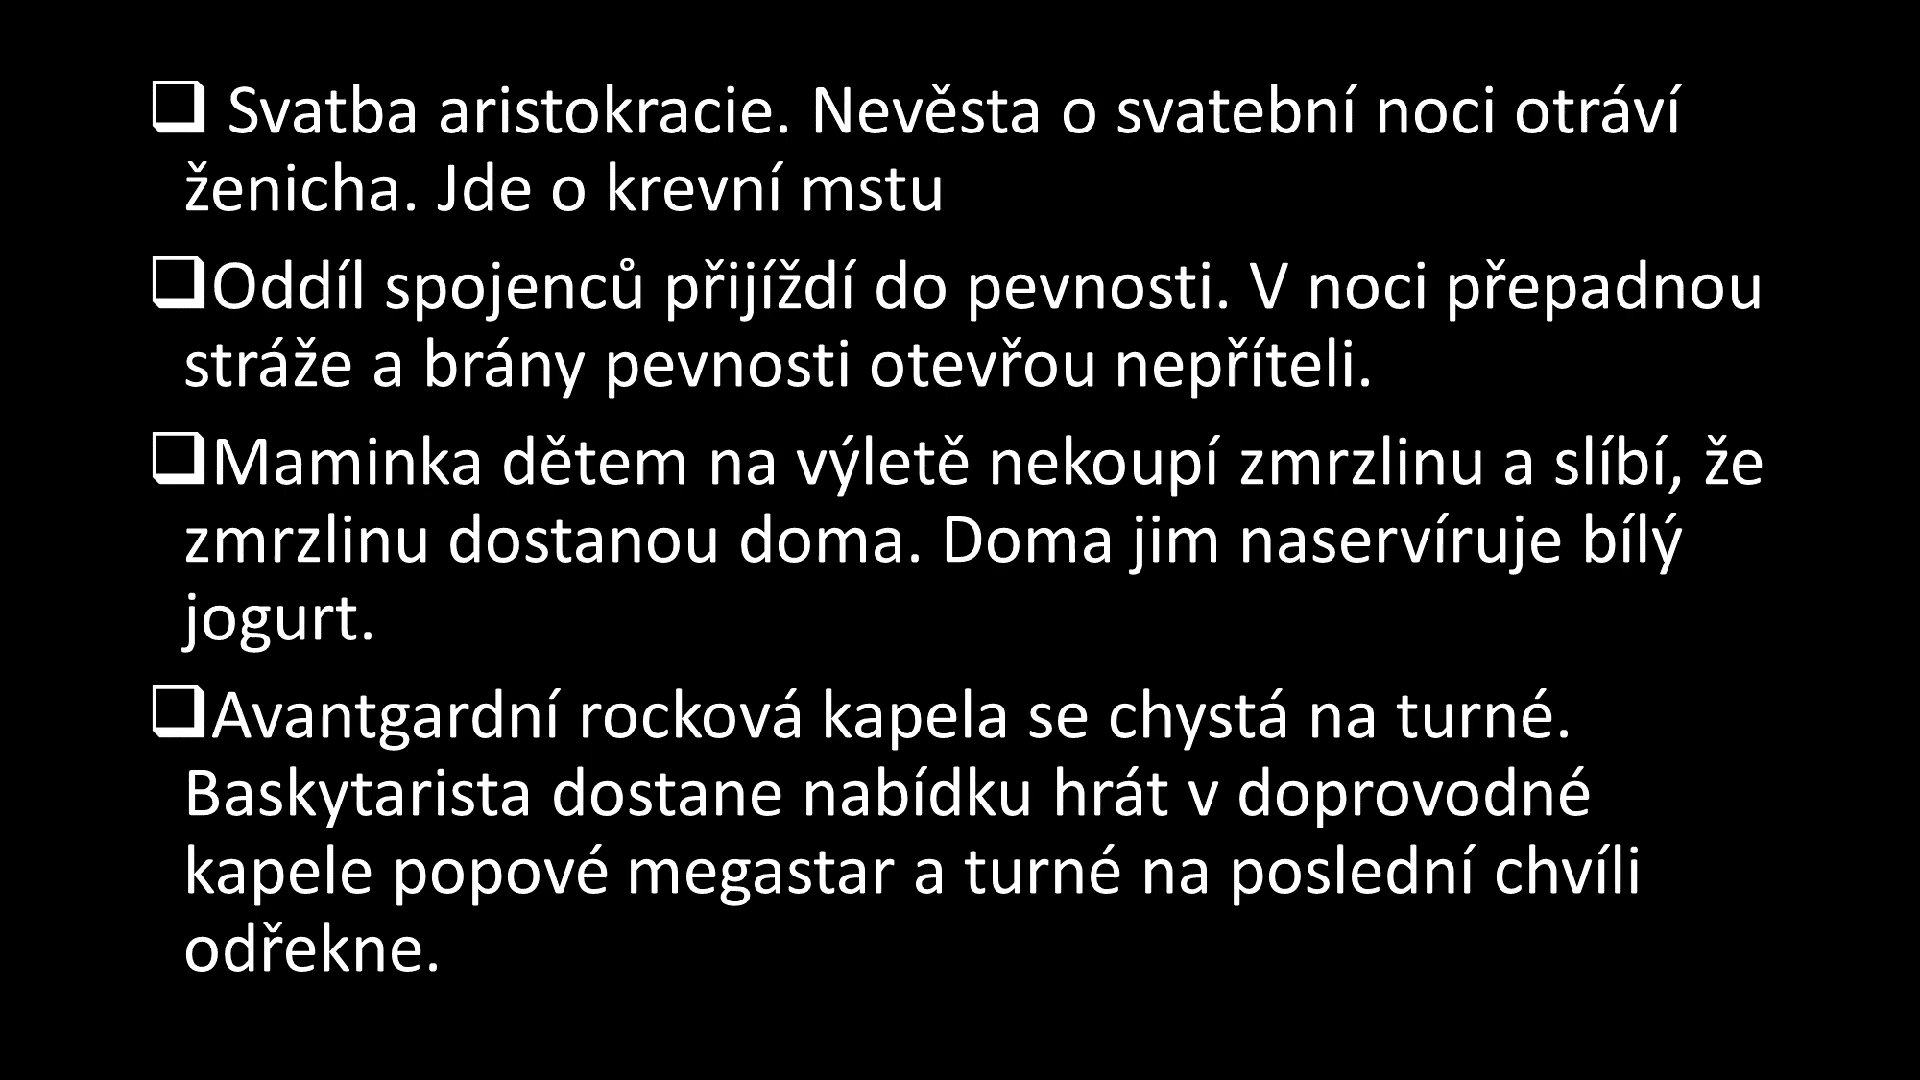 ❑ Svatba aristokracie. Nevěsta o svatební noci otráví
ženicha. Jde o krevní mstu
❑Oddíl spojenců přijíždí do pevnosti. V noci přepadnou
stráže a brány pevnosti otevřou nepříteli.
❑Maminka dětem na výletě nekoupí zmrzlinu a slíbí, že
zmrzlinu dostanou doma. Doma jim naservíruje bílý
jogurt.
❑Avantgardní rocková kapela se chystá na turné.
Baskytarista dostane nabídku hrát v doprovodné
kapele popové megastar a turné na poslední chvíli
odřekne.